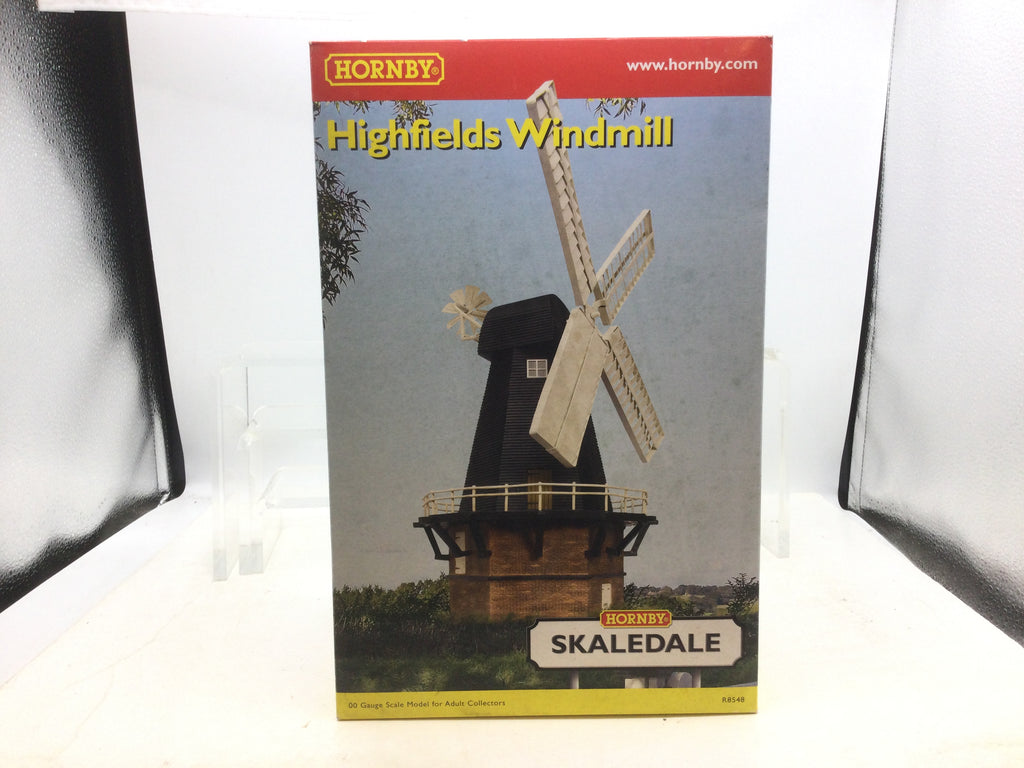 HORNBY®
www.hornby.com
Highfields Windmill
HORNBY®
SKALEDALE
00 Gauge Scale Model for Adult Collectors
R8548